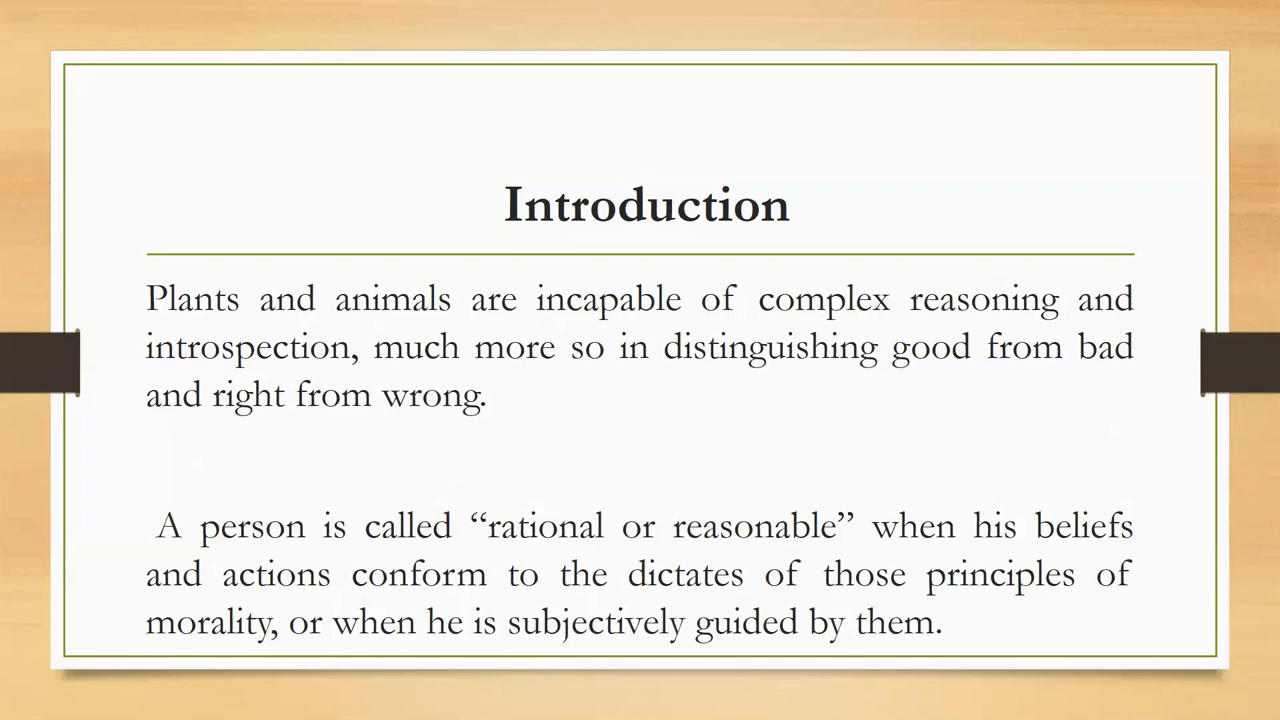 Introduction
Plants and animals are incapable of complex reasoning and
introspection, much more so in distinguishing good from bad
and right from wrong.
A person is called “rational or reasonable” when his beliefs
and actions conform to the dictates of those principles of
morality, or when he is subjectively guided by them.